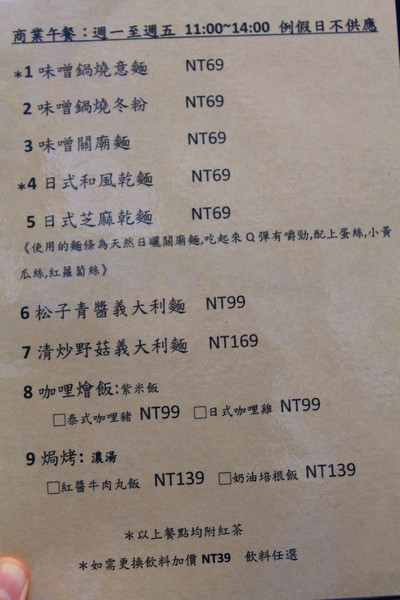 商業午餐：週一至週五 11:00~14:00 例假日不供應
*1 味噌鍋燒意麵 NT69
2 味噌鍋燒冬粉 NT69
3 味噌關廟麵 NT69
*4 日式和風乾麵 NT69
5 日式芝麻乾麵 NT69
《使用的麵條為天然日曬關廟麵,吃起來Q彈有嚼勁,配上蛋絲,小黃
瓜絲,紅蘿蔔絲》
6 松子青醬義大利麵 NT99
7 清炒野菇義大利麵 NT169
8 咖哩燴飯:紫米飯
□泰式咖哩豬 NT99 □日式咖哩雞 NT99
9 焗烤: 濃湯
□紅醬牛肉丸飯 NT139 □奶油培根飯 NT139
*以上餐點均附紅茶
*如需更換飲料加價 NT39 飲料任選